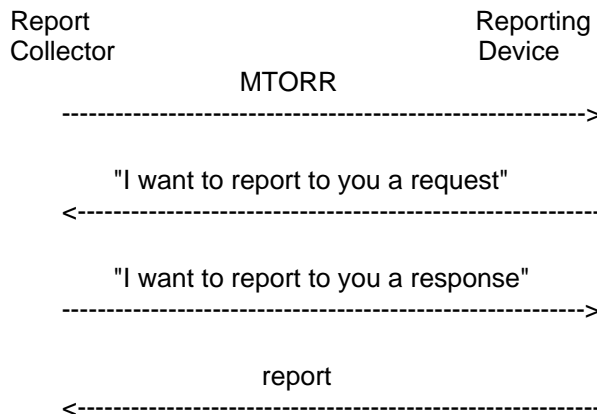 Report Reporting
Collector Device
MTORR
-------------------------------------------------->
"I want to report to you a request"
<--------------------------------------------------
"I want to report to you a response"
-------------------------------------------------->
report
<--------------------------------------------------